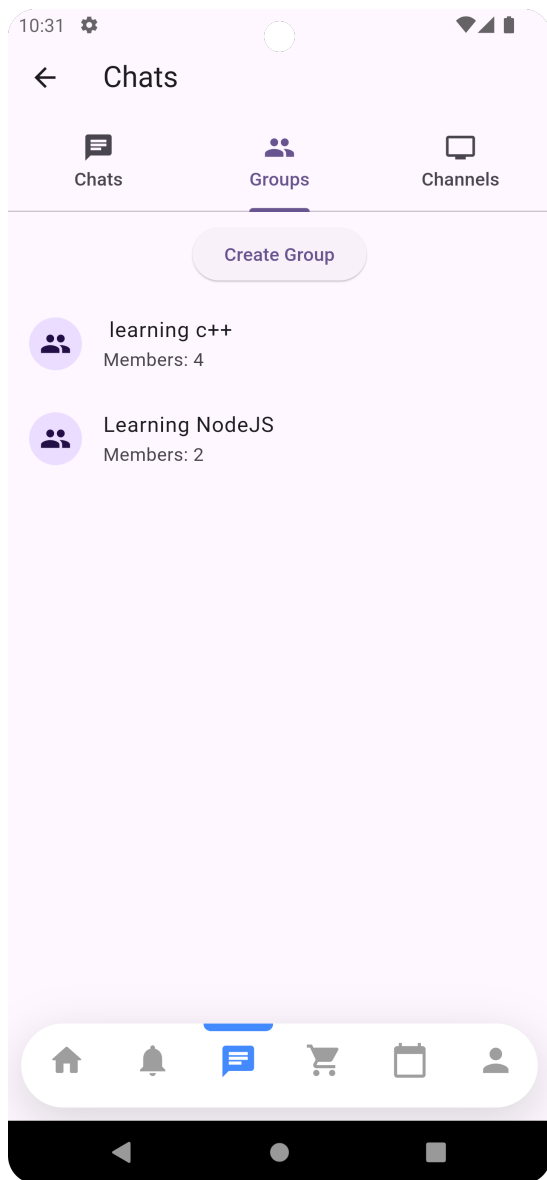 10:31
Chats
Chats
Groups
Channels
Create Group
learning c++
Members: 4
Learning NodeJS
Members: 2